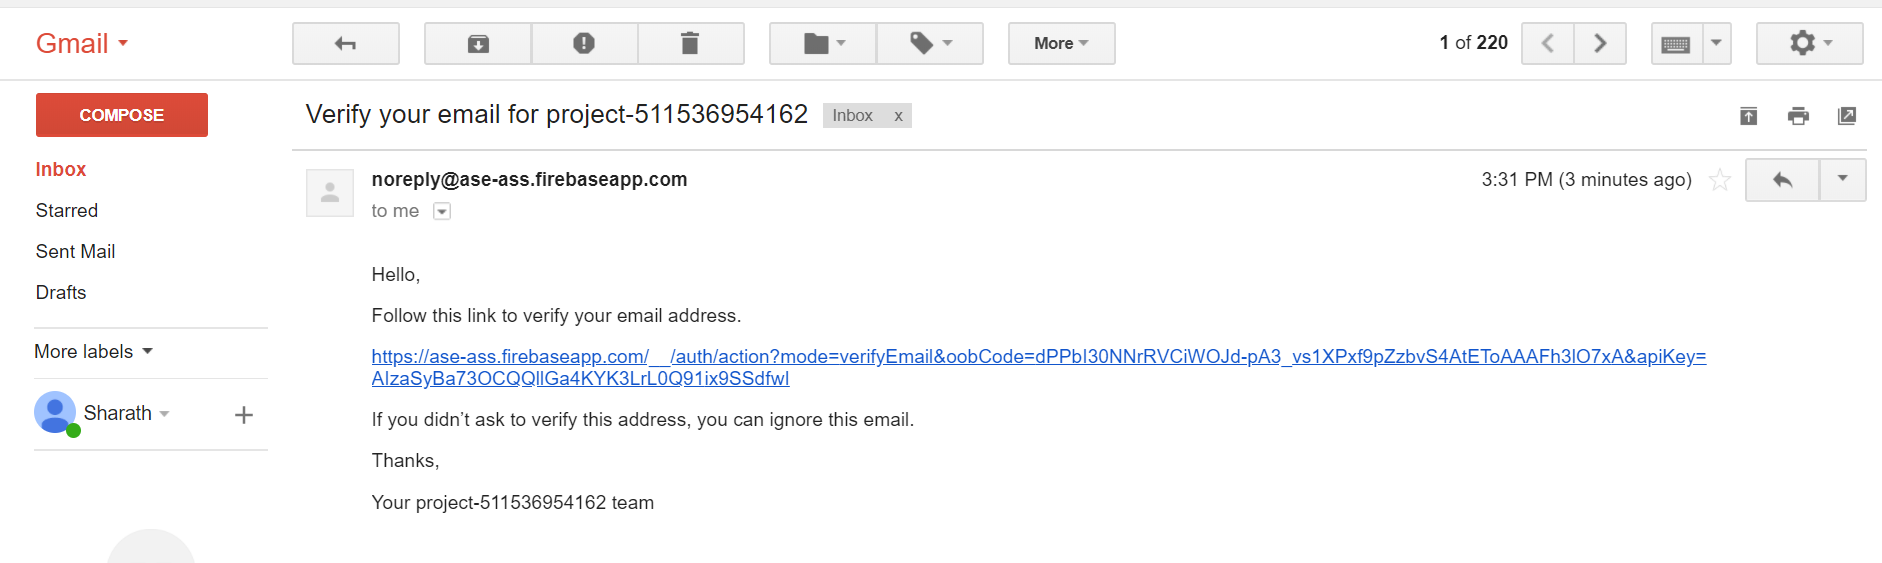 Gmail
More
1 of 220
COMPOSE
Verify your email for project-511536954162 Inbox x
Inbox
Starred
Sent Mail
Drafts
More labels
Sharath
noreply@ase-ass.firebaseapp.com
3:31 PM (3 minutes ago)
to me
Hello,
Follow this link to verify your email address.
https://ase-ass.firebaseapp.com/__/auth/action?mode=verifyEmail&oobCode=dPPbI30NNrRVCiWOJd-pA3_vs1XPxf9pZzbvS4AtEToAAAFh3lO7xA&apiKey=
AIzaSyBa73OCQQllGa4KYK3LrL0Q91ix9SSdfwI
If you didn’t ask to verify this address, you can ignore this email.
Thanks,
Your project-511536954162 team